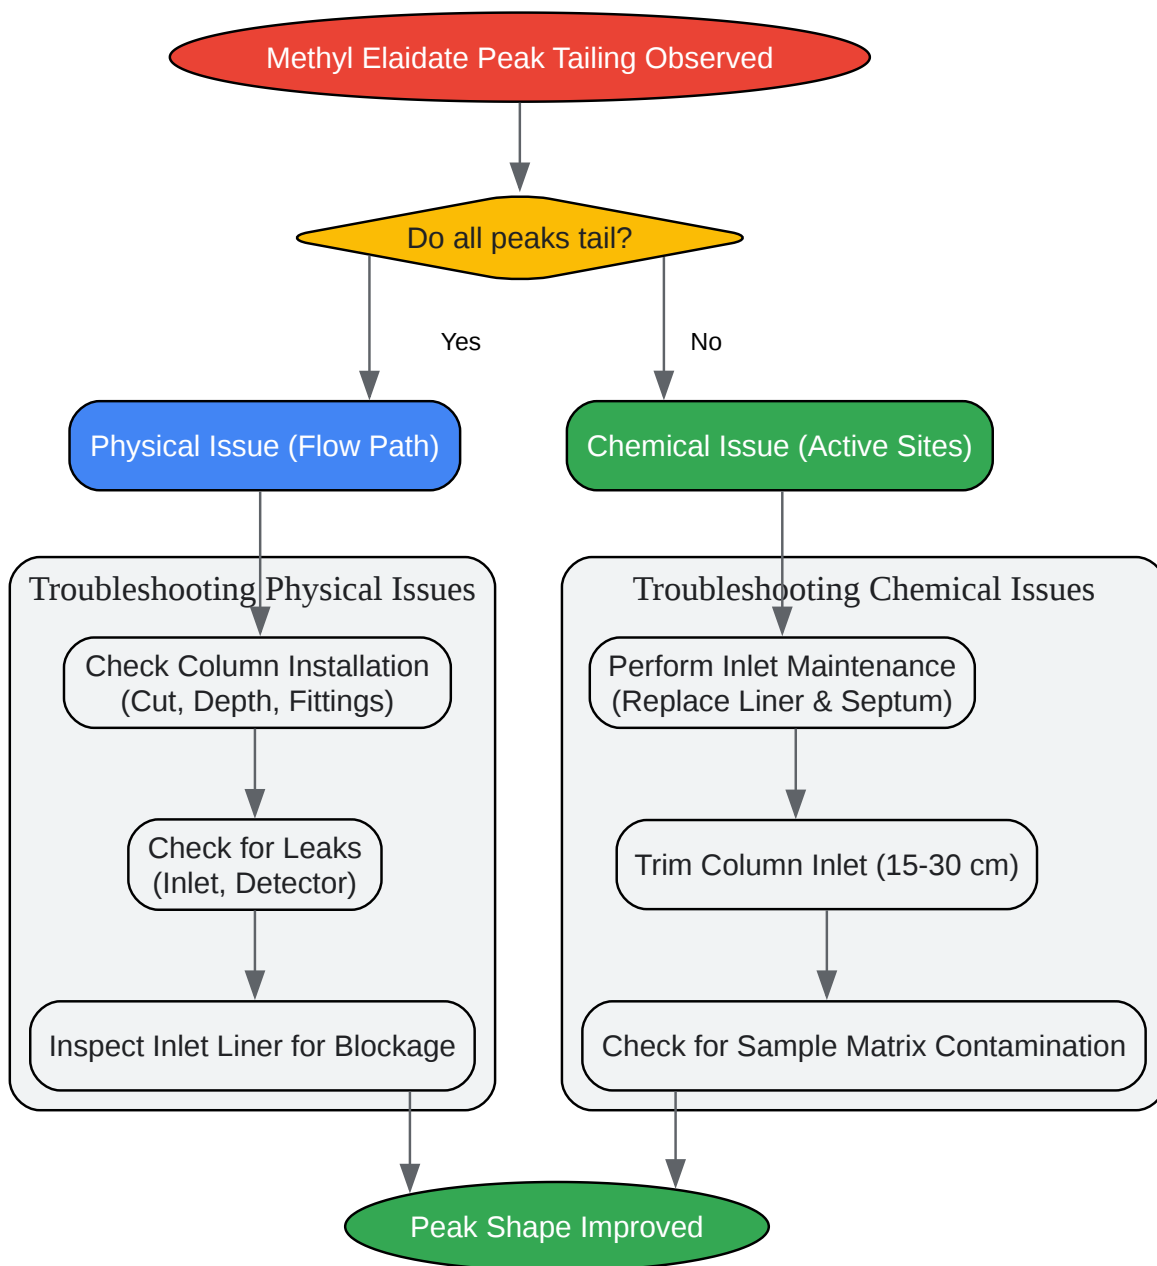 Methyl Elaidate Peak Tailing Observed
Do all peaks tail?
Yes
No
Physical Issue (Flow Path)
Chemical Issue (Active Sites)
Troubleshooting Physical Issues
Check Column Installation
(Cut, Depth, Fittings)
Check for Leaks
(Inlet, Detector)
Inspect Inlet Liner for Blockage
Troubleshooting Chemical Issues
Perform Inlet Maintenance
(Replace Liner & Septum)
Trim Column Inlet (15-30 cm)
Check for Sample Matrix Contamination
Peak Shape Improved